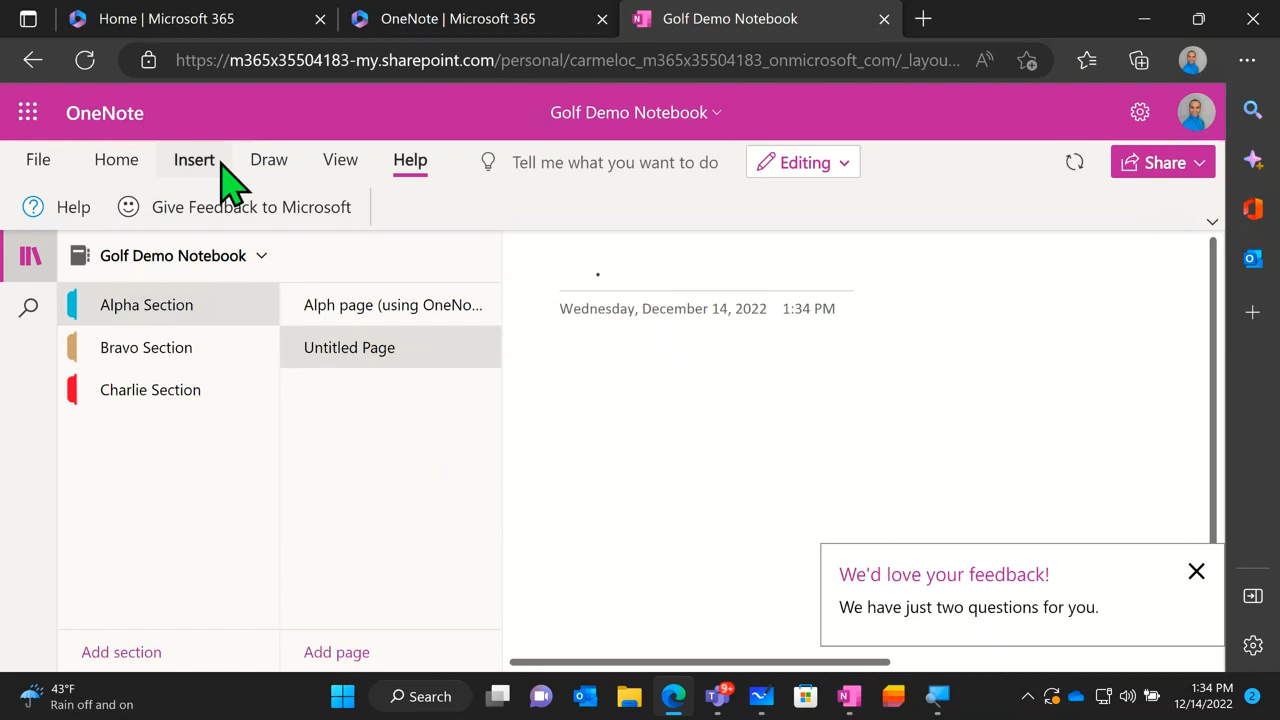 Home | Microsoft 365
OneNote | Microsoft 365
Golf Demo Notebook
https://m365x35504183-my.sharepoint.com/personal/carmeloc_m365x35504183_onmicrosoft_com/_layou...
OneNote
Golf Demo Notebook
File Home Insert Draw View Help Tell me what you want to do Editing Share
Help Give Feedback to Microsoft
Golf Demo Notebook
Alpha Section
Bravo Section
Charlie Section
Add section
Alph page (using OneNo...
Untitled Page
Add page
Wednesday, December 14, 2022 1:34 PM
We'd love your feedback!
We have just two questions for you.
43°F
Rain off and on
Search
9+
1:34 PM
12/14/2022
2